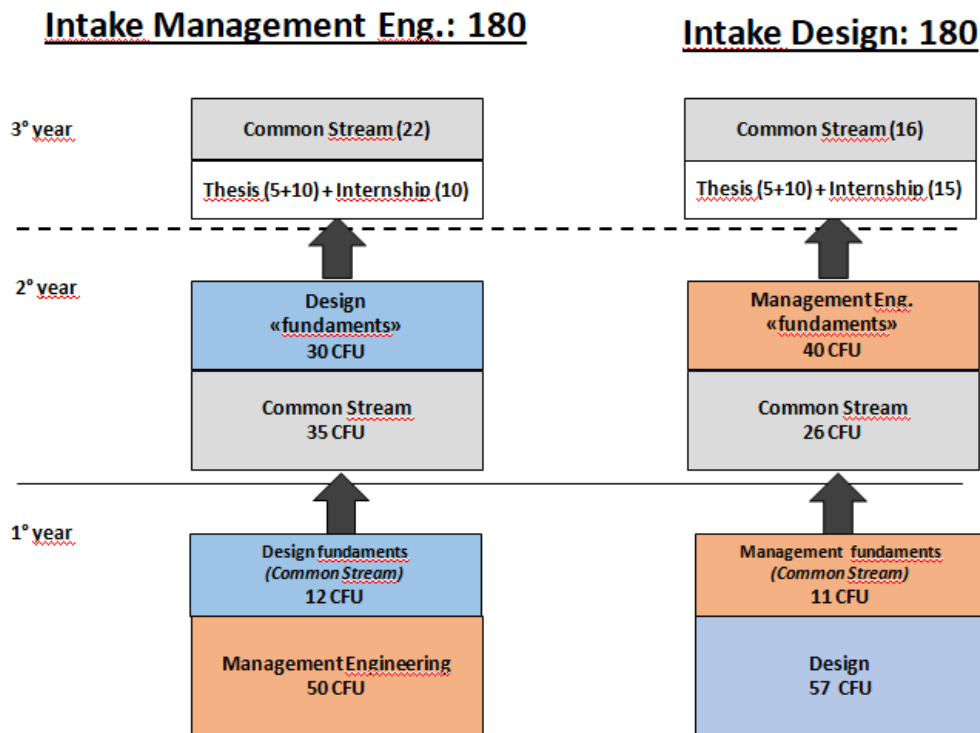 Intake Management Eng.: 180
Intake Design: 180
3° year
Common Stream (22)
Thesis (5+10) + Internship (10)
Common Stream (16)
Thesis (5+10) + Internship (15)
2° year
Design
«fundaments»
30 CFU
Common Stream
35 CFU
Management Eng.
«fundaments»
40 CFU
Common Stream
26 CFU
1° year
Design fundaments
(Common Stream)
12 CFU
Management Engineering
50 CFU
Management fundaments
(Common Stream)
11 CFU
Design
57 CFU